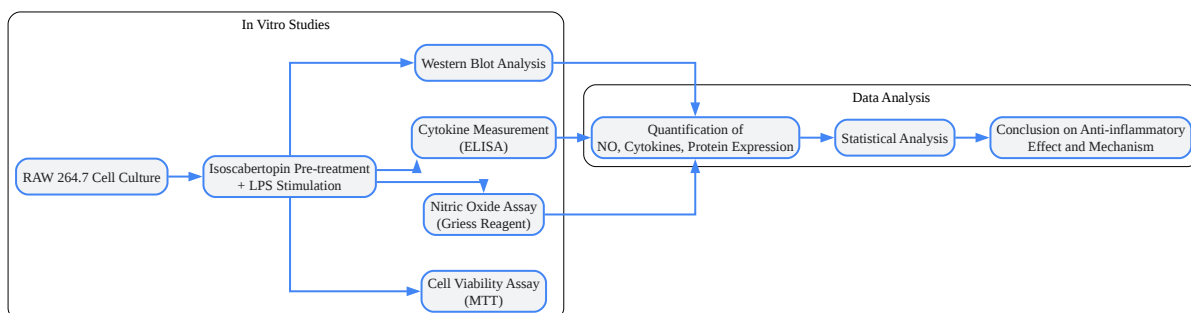 In Vitro Studies
Western Blot Analysis
Data Analysis
Cytokine Measurement
(ELISA)
Quantification of
NO, Cytokines, Protein Expression
Statistical Analysis
Conclusion on Anti-inflammatory
Effect and Mechanism
RAW 264.7 Cell Culture
Isoscabertopin Pre-treatment
+ LPS Stimulation
Nitric Oxide Assay
(Griess Reagent)
Cell Viability Assay
(MTT)